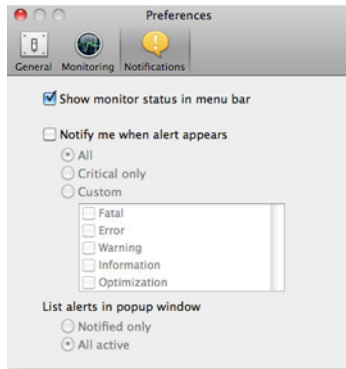 Preferences
General Monitoring Notifications
Show monitor status in menu bar
Notify me when alert appears
All
Critical only
Custom
Fatal
Error
Warning
Information
Optimization
List alerts in popup window
Notified only
All active